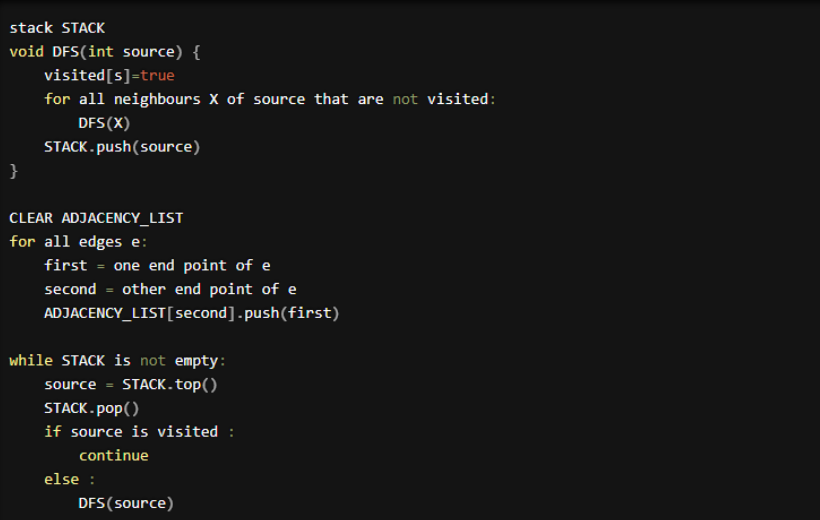 stack STACK
void DFS(int source) {
    visited[s]=true
    for all neighbours X of source that are not visited:
        DFS(X)
    STACK.push(source)
}

CLEAR ADJACENCY_LIST
for all edges e:
    first = one end point of e
    second = other end point of e
    ADJACENCY_LIST[second].push(first)

while STACK is not empty:
    source = STACK.top()
    STACK.pop()
    if source is visited :
        continue
    else :
        DFS(source)